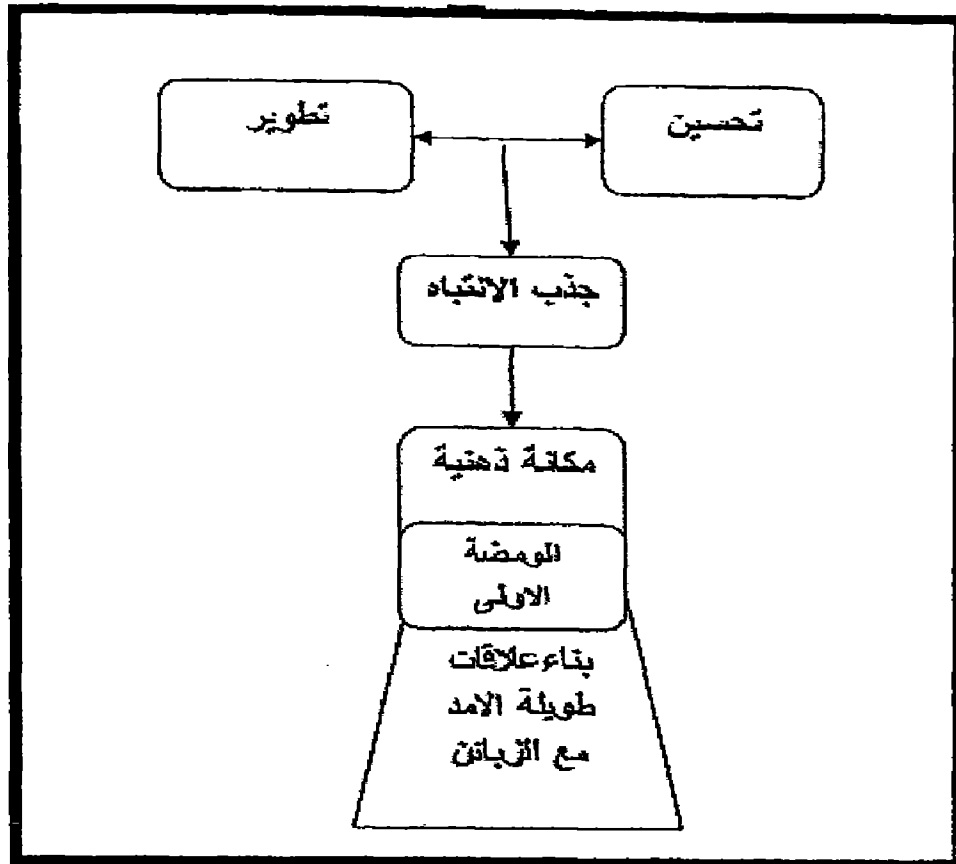 تحسين
تطوير
جذب الانتباه
مكانة ذهنية
الومضة
الاولى
بناء علاقات
طويلة الامد
مع الزبائن